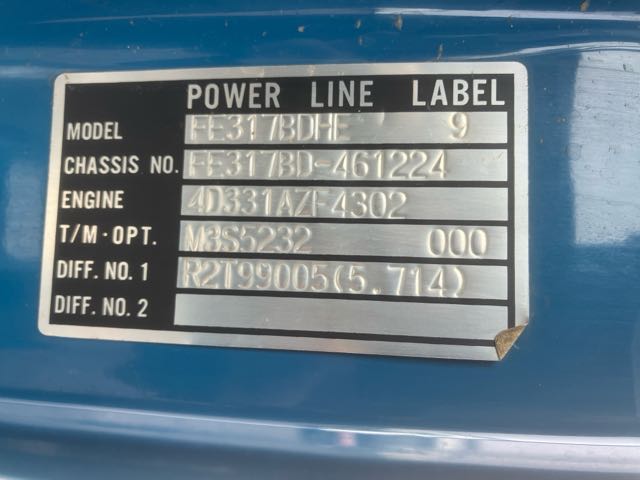 POWER LINE LABEL
MODEL FE317BDHE 9
CHASSIS NO. FE317BD-461224
ENGINE 4D331AZF4302
T/M·OPT. M3S5232 000
DIFF. NO. 1 R2T99005(5.714)
DIFF. NO. 2